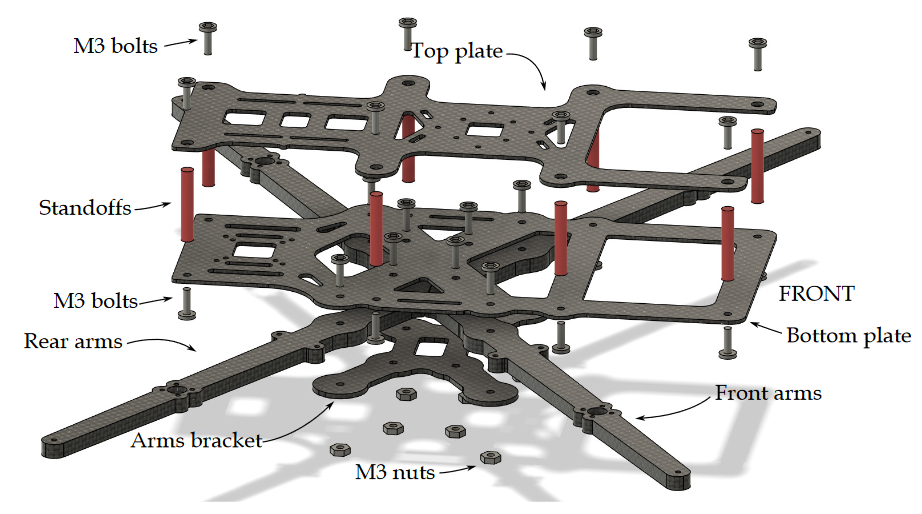 M3 bolts
Top plate
Standoffs
M3 bolts
FRONT
Rear arms
Bottom plate
Front arms
Arms bracket
M3 nuts